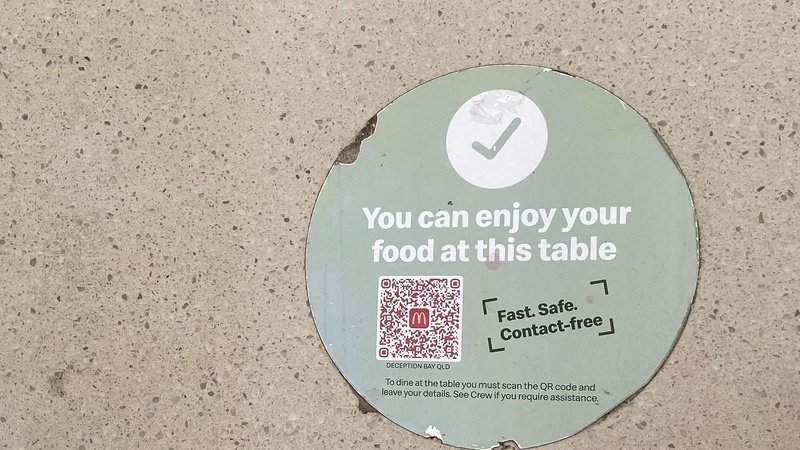 You can enjoy your
food at this table
Fast. Safe.
Contact-free
DECEPTION BAY QLD
To dine at the table you must scan the QR code and
leave your details. See Crew if you require assistance.